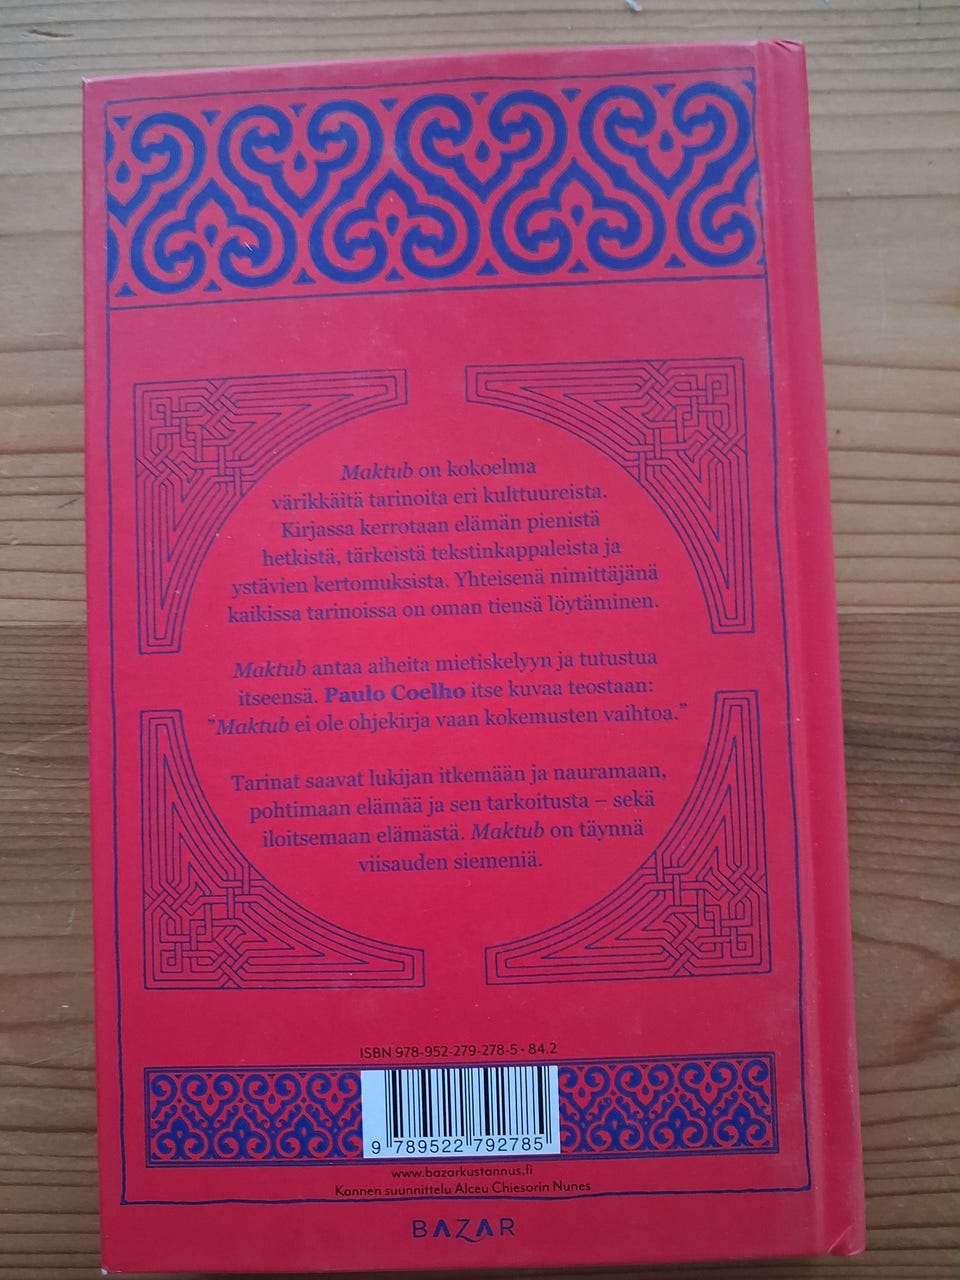 Maktub on kokoelma
värikkäitä tarinoita eri kulttuureista.
Kirjassa kerrotaan elämän pienistä
hetkistä, tärkeistä tekstinkappaleista ja
ystävien kertomuksista. Yhteisenä nimittäjänä
kaikissa tarinoissa on oman tiensä löytäminen.
Maktub antaa aiheita mietiskelyyn ja tutustua
itseensä. Paulo Coelho itse kuvaa teostaan:
"Maktub ei ole ohjekirja vaan kokemusten vaihtoa."
Tarinat saavat lukijan itkemään ja nauramaan,
pohtimaan elämää ja sen tarkoitusta – sekä
iloitsemaan elämästä. Maktub on täynnä
viisauden siemeniä.
ISBN 978-952-279-278-5 · 84.2
9 789522 792785
www.bazarkustannus.fi
Kannen suunnittelu Alceu Chiesorin Nunes
BAZAR